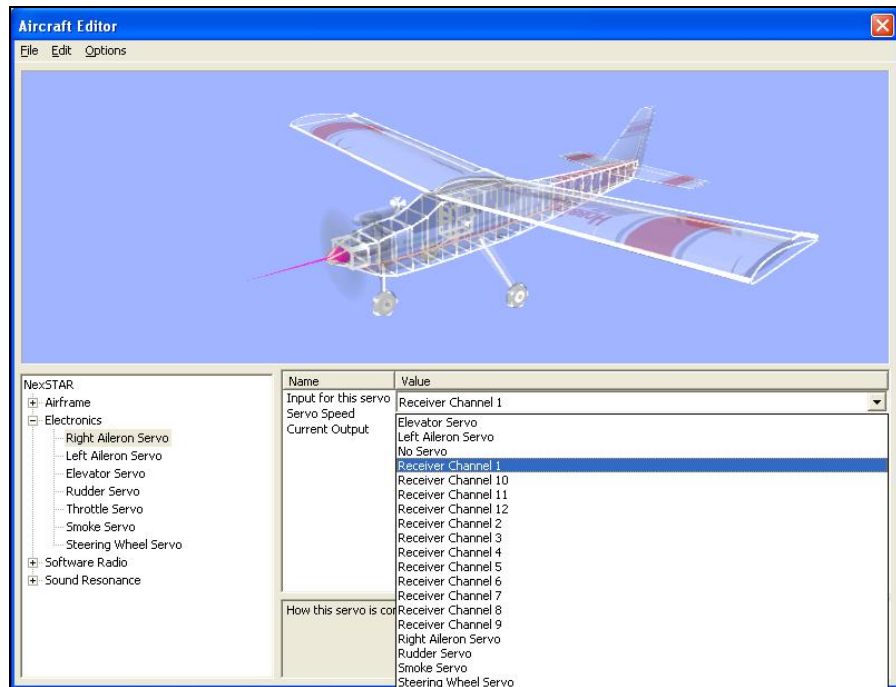 Aircraft Editor
File Edit Options
NexSTAR
Airframe
Electronics
Right Aileron Servo
Left Aileron Servo
Elevator Servo
Rudder Servo
Throttle Servo
Smoke Servo
Steering Wheel Servo
Software Radio
Sound Resonance
Name Value
Input for this servo Receiver Channel 1
Servo Speed
Current Output
Elevator Servo
Left Aileron Servo
No Servo
Receiver Channel 1
Receiver Channel 10
Receiver Channel 11
Receiver Channel 12
Receiver Channel 2
Receiver Channel 3
Receiver Channel 4
Receiver Channel 5
Receiver Channel 6
Receiver Channel 7
Receiver Channel 8
Receiver Channel 9
Right Aileron Servo
Rudder Servo
Smoke Servo
Steering Wheel Servo
How this servo is